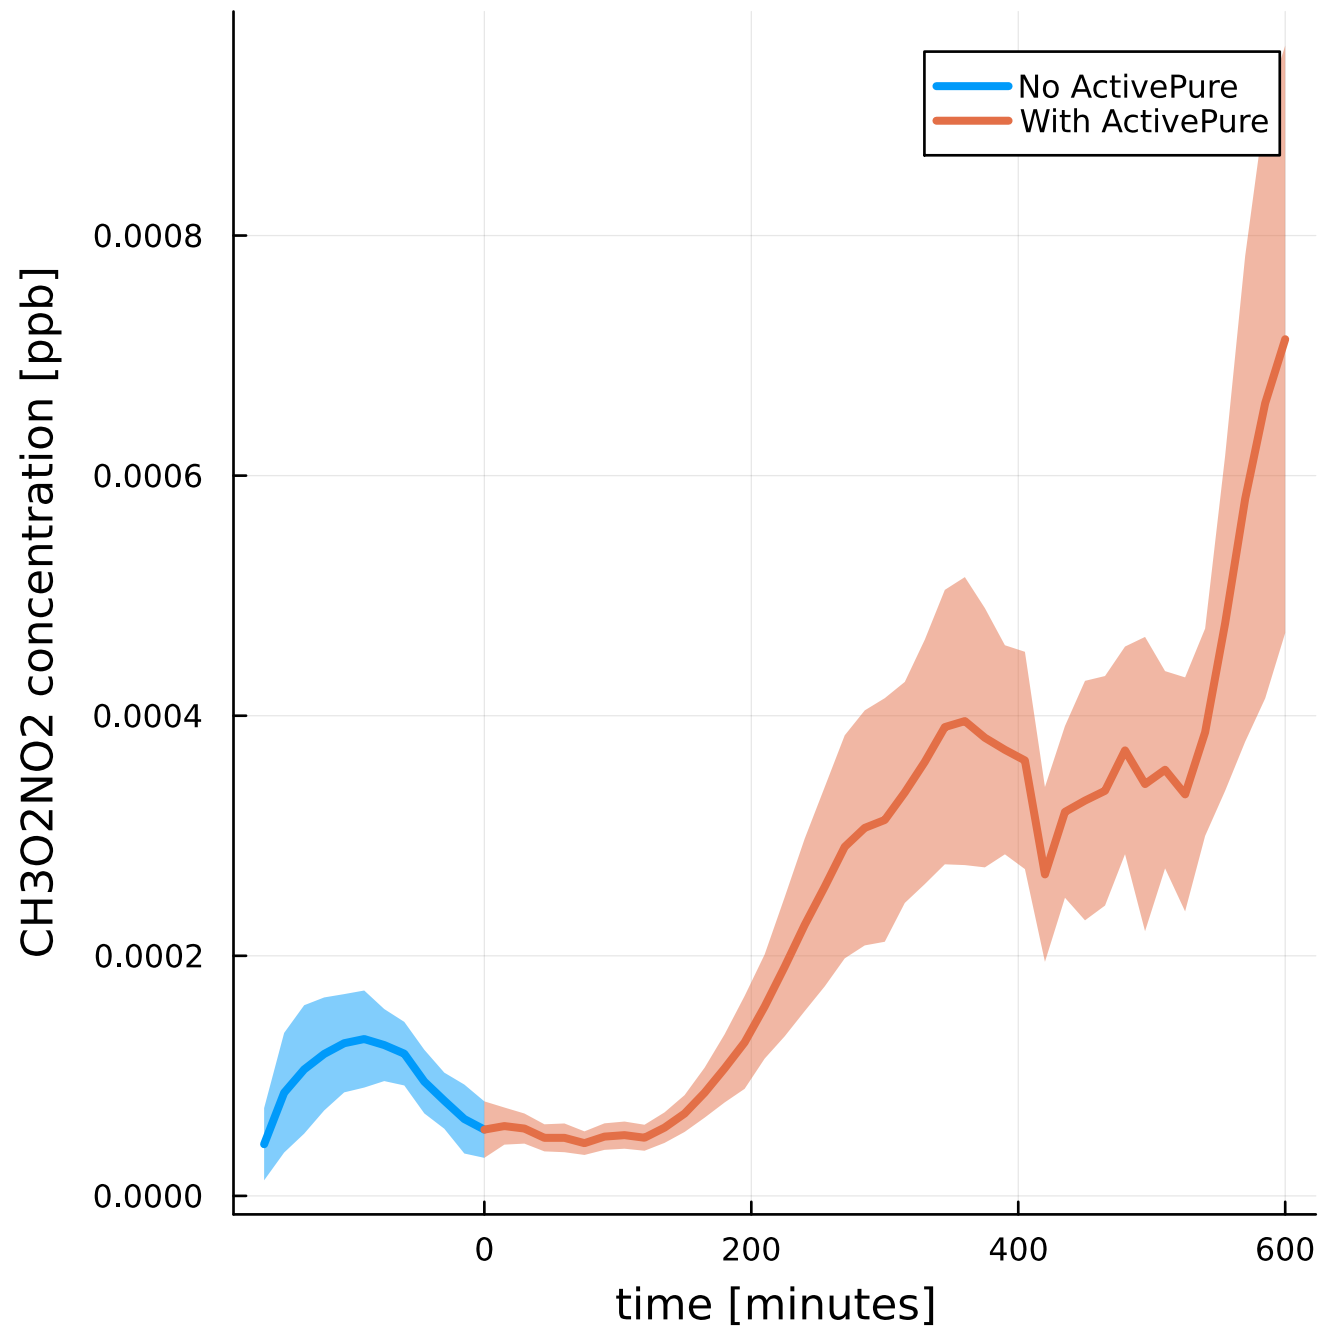 No ActivePure
With ActivePure
CH3O2NO2 concentration [ppb]
0.0008
0.0006
0.0004
0.0002
0.0000
0 200 400 600
time [minutes]